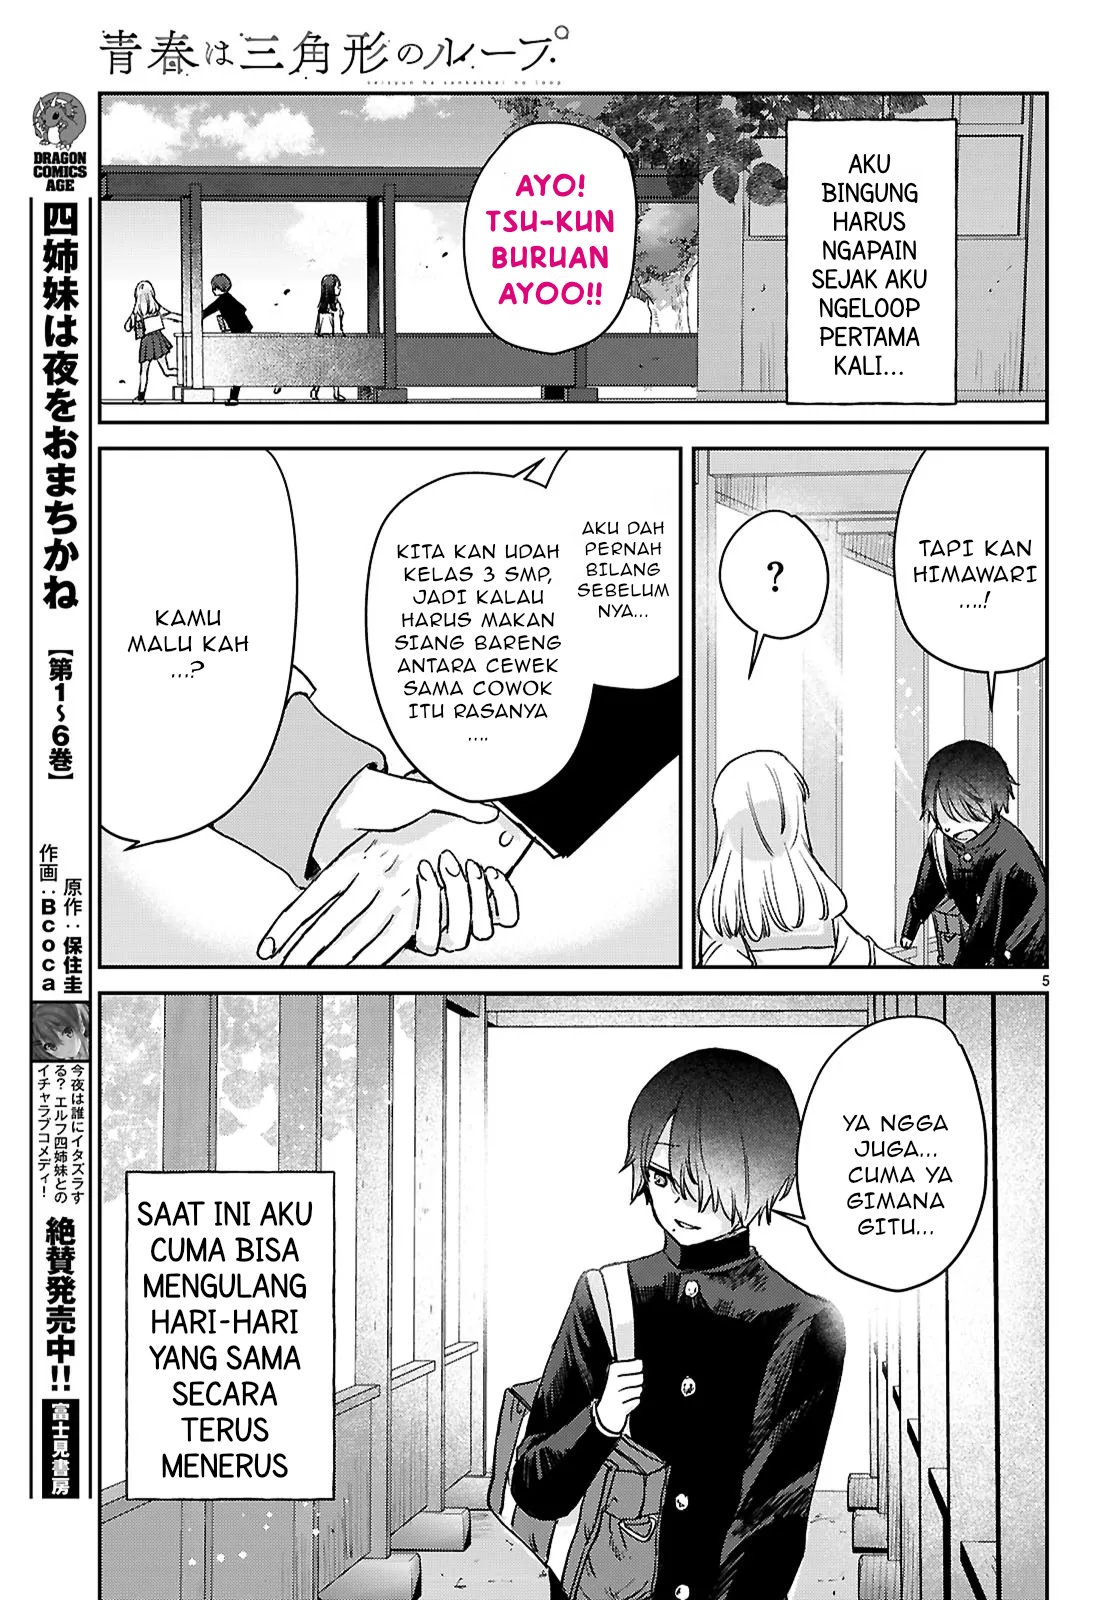 青春は三角形のループ。
seisyun ha sankakkei no loop
AKU
BINGUNG
HARUS
NGAPAIN
SEJAK AKU
NGELOOP
PERTAMA
KALI...
AYO!
TSU-KUN
BURUAN
AYOO!!
TAPI KAN
HIMAWARI
....!
?
AKU DAH
PERNAH
BILANG
SEBELUM
NYA...
KITA KAN UDAH
KELAS 3 SMP,
JADI KALAU
HARUS MAKAN
SIANG BARENG
ANTARA CEWEK
SAMA COWOK
ITU RASANYA
....
KAMU
MALU KAH
...?
5
YA NGGA
JUGA...
CUMA YA
GIMANA
GITU...
SAAT INI AKU
CUMA BISA
MENGULANG
HARI-HARI
YANG SAMA
SECARA
TERUS
MENERUS
DRAGON
COMICS
AGE
四姉妹は夜をおまちかね
【第1~6巻】
原作：保住圭
作画：Bcoca
今夜は誰にイタズラす
る？エルフ四姉妹との
イチャラブコメディ！
絶賛発売中!!
富士見書房